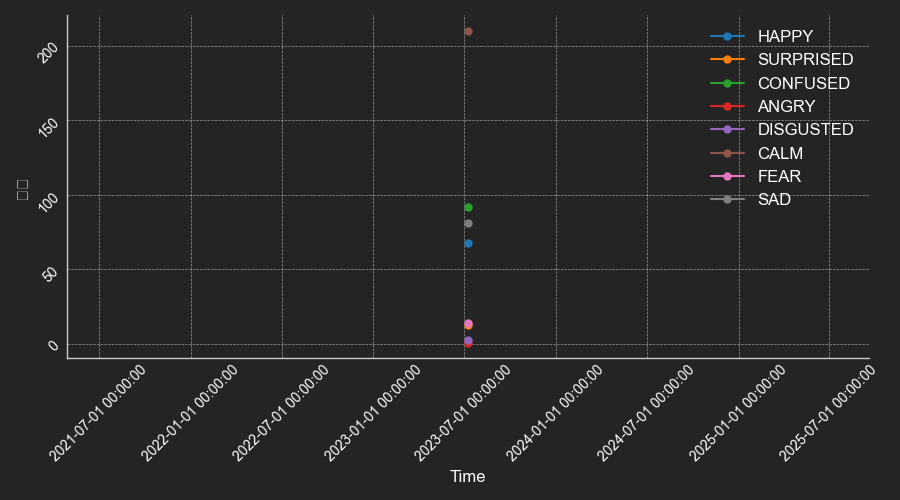 200
150
100
50
0
HAPPY
SURPRISED
CONFUSED
ANGRY
DISGUSTED
CALM
FEAR
SAD
2021-07-01 00:00:00
2022-01-01 00:00:00
2022-07-01 00:00:00
2023-01-01 00:00:00
2023-07-01 00:00:00
2024-01-01 00:00:00
2024-07-01 00:00:00
2025-01-01 00:00:00
2025-07-01 00:00:00
Time